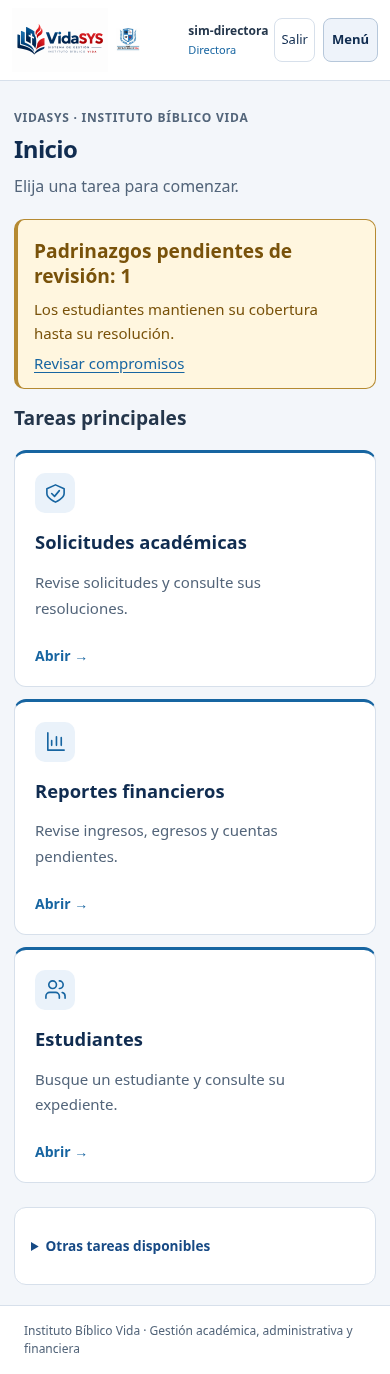 VidaSYS
sim-directora
Directora
Salir
Menú
VIDASYS · INSTITUTO BÍBLICO VIDA
Inicio
Elija una tarea para comenzar.
Padrinazgos pendientes de
revisión: 1
Los estudiantes mantienen su cobertura
hasta su resolución.
Revisar compromisos
Tareas principales
Solicitudes académicas
Revise solicitudes y consulte sus
resoluciones.
Abrir →
Reportes financieros
Revise ingresos, egresos y cuentas
pendientes.
Abrir →
Estudiantes
Busque un estudiante y consulte su
expediente.
Abrir →
Otras tareas disponibles
Instituto Bíblico Vida · Gestión académica, administrativa y
financiera